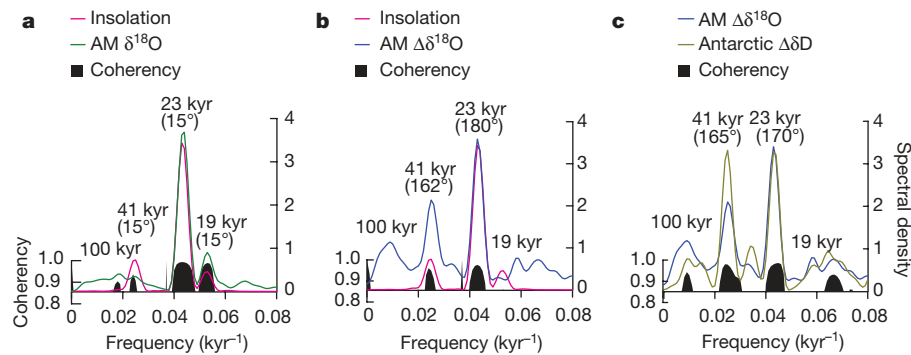 a
Insolation
AM δ18O
Coherency
23 kyr
(15°)
41 kyr
(15°)
19 kyr
(15°)
100 kyr
Coherency
1.0
0.9
0.8
4
3
2
1
0
0 0.02 0.04 0.06 0.08
Frequency (kyr−1)
b
Insolation
AM Δδ18O
Coherency
23 kyr
(180°)
41 kyr
(162°)
100 kyr
19 kyr
1.0
0.9
0.8
4
3
2
1
0
0 0.02 0.04 0.06 0.08
Frequency (kyr−1)
c
AM Δδ18O
Antarctic ΔδD
Coherency
41 kyr
(165°)
23 kyr
(170°)
100 kyr
19 kyr
1.0
0.9
0.8
4
3
2
1
0
Spectral density
0 0.02 0.04 0.06 0.08
Frequency (kyr−1)